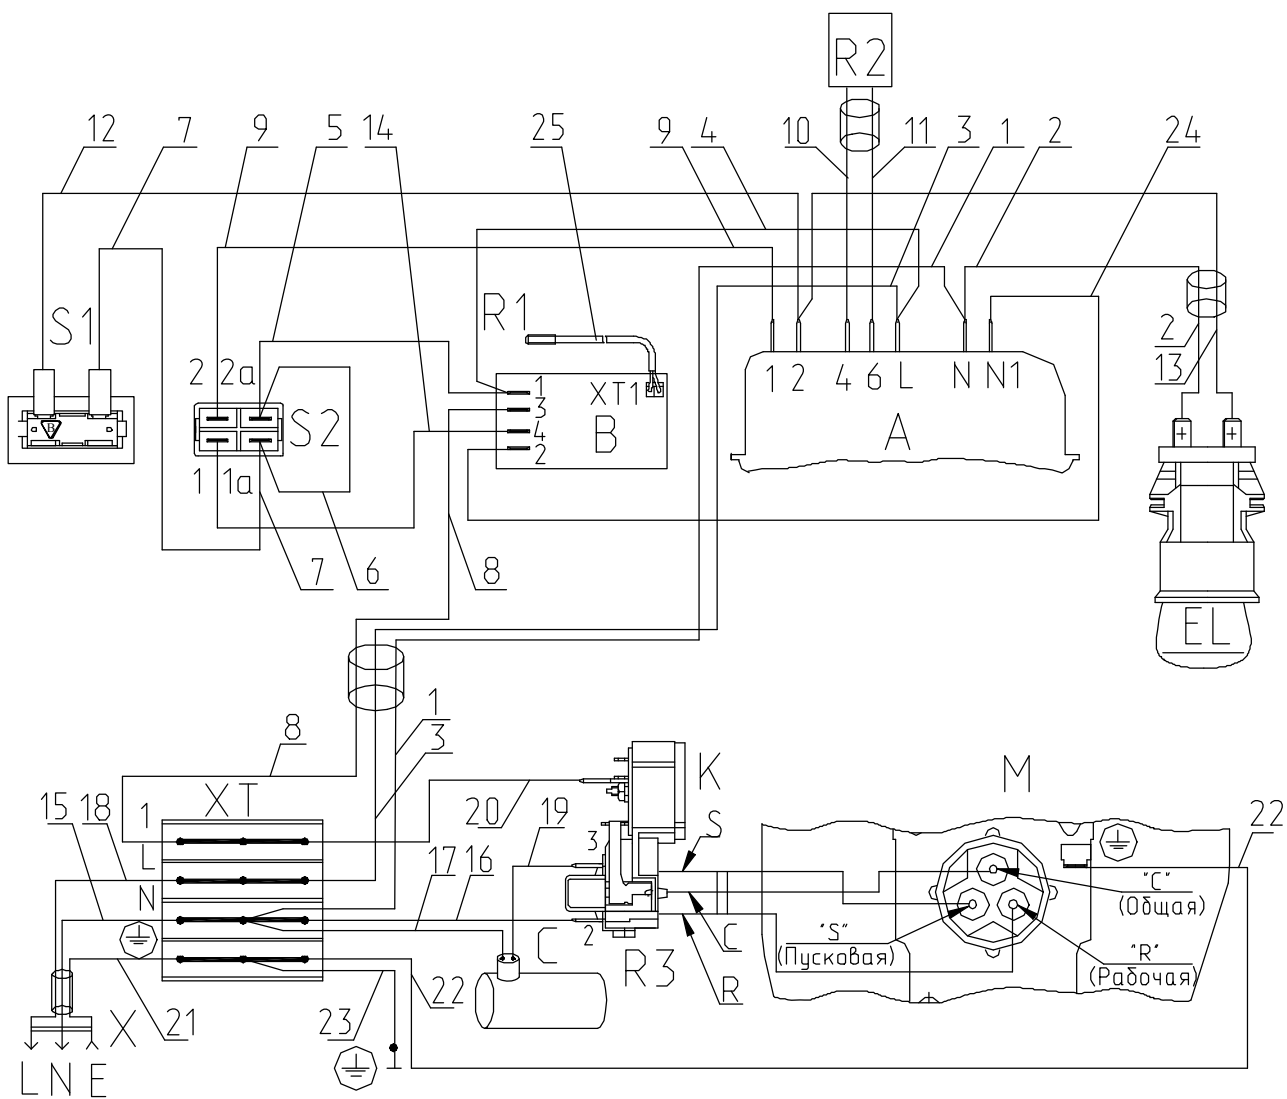 R2
12 7 9 5 14 25 9 4 10 11 3 1 2 24
S1
R1
2
13
2 2a
1 1a
S2
1
3
4
2
XT1
B
1 2 4 6 L N N1
A
7 6 8
EL
1
3
8
XT
15 18
1
L
N
K
M
20 19
S
3
22
17 16
"C"
(Общая)
"S"
(Пусковая)
"R"
(Рабочая)
2
C
C
R3
R
X
21
23
22
L N E